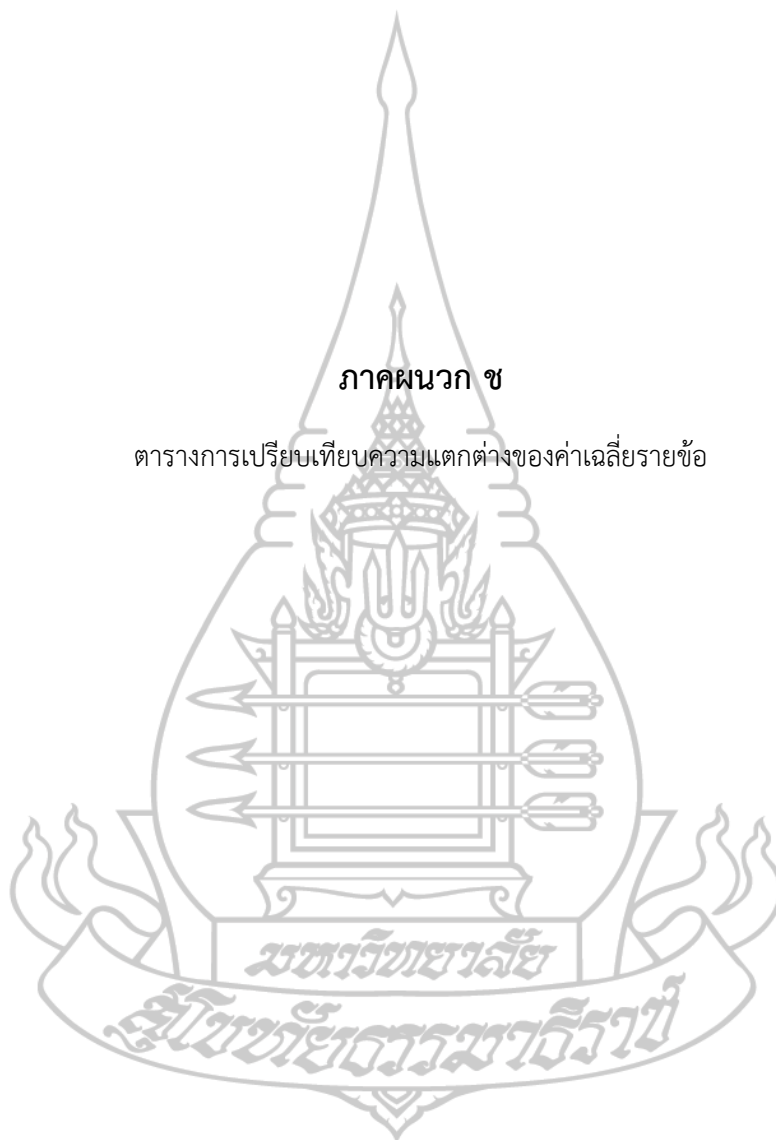 ภาคผนวก ช
ตารางการเปรียบเทียบความแตกต่างของค่าเฉลี่ยรายข้อ
มหาวิทยาลัย
สุโขทัยธรรมาธิราช